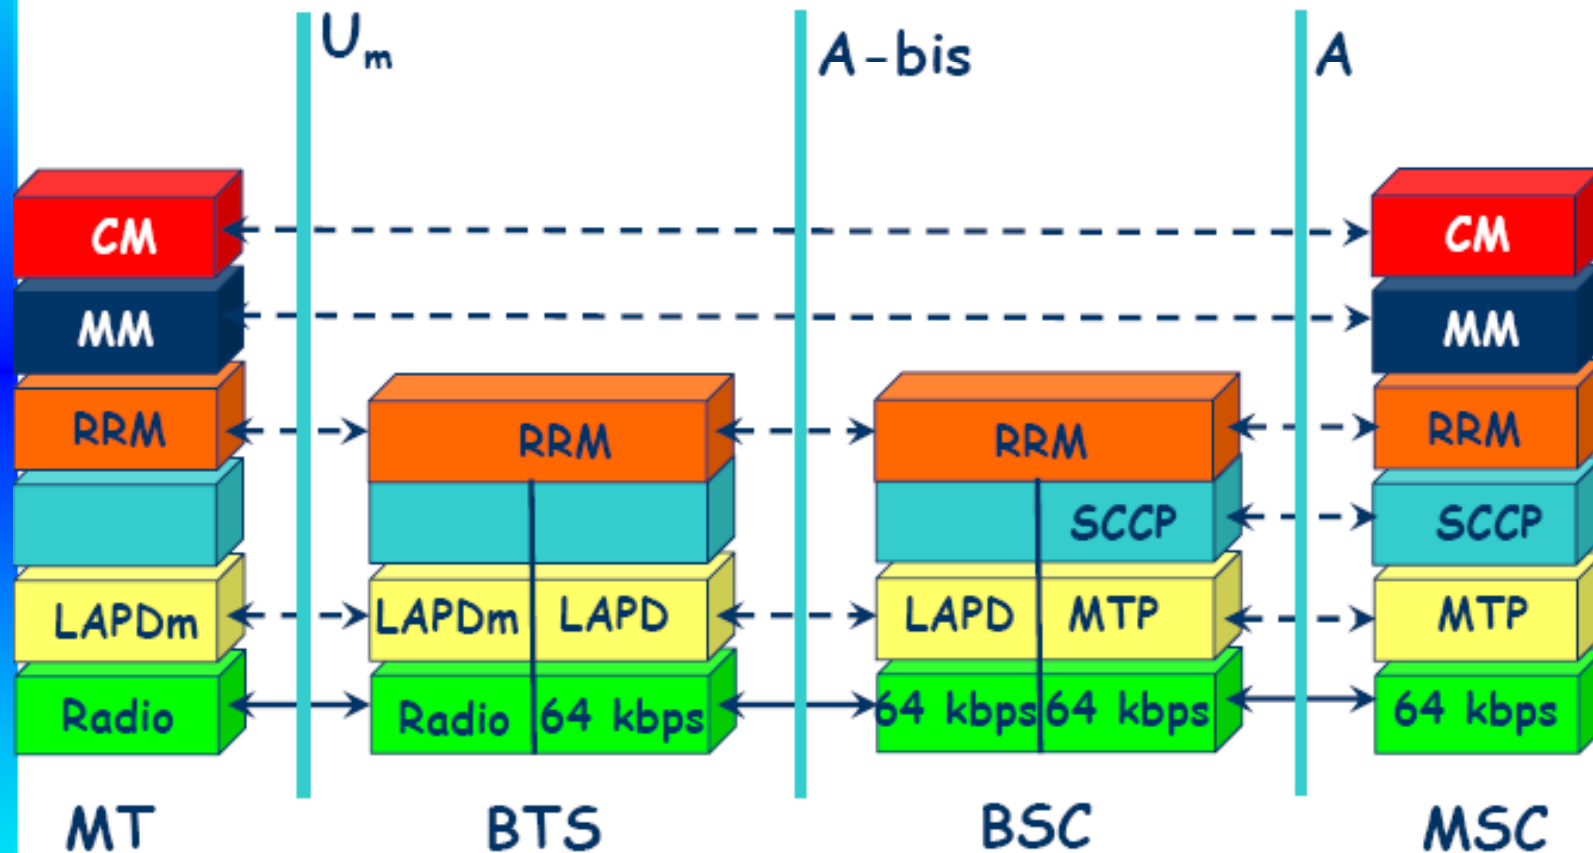 Um
A-bis
A
CM
CM
MM
MM
RRM
RRM
RRM
RRM
SCCP
SCCP
LAPDm
LAPDm
LAPD
LAPD
MTP
MTP
Radio
Radio
64 kbps
64 kbps
64 kbps
64 kbps
MT
BTS
BSC
MSC